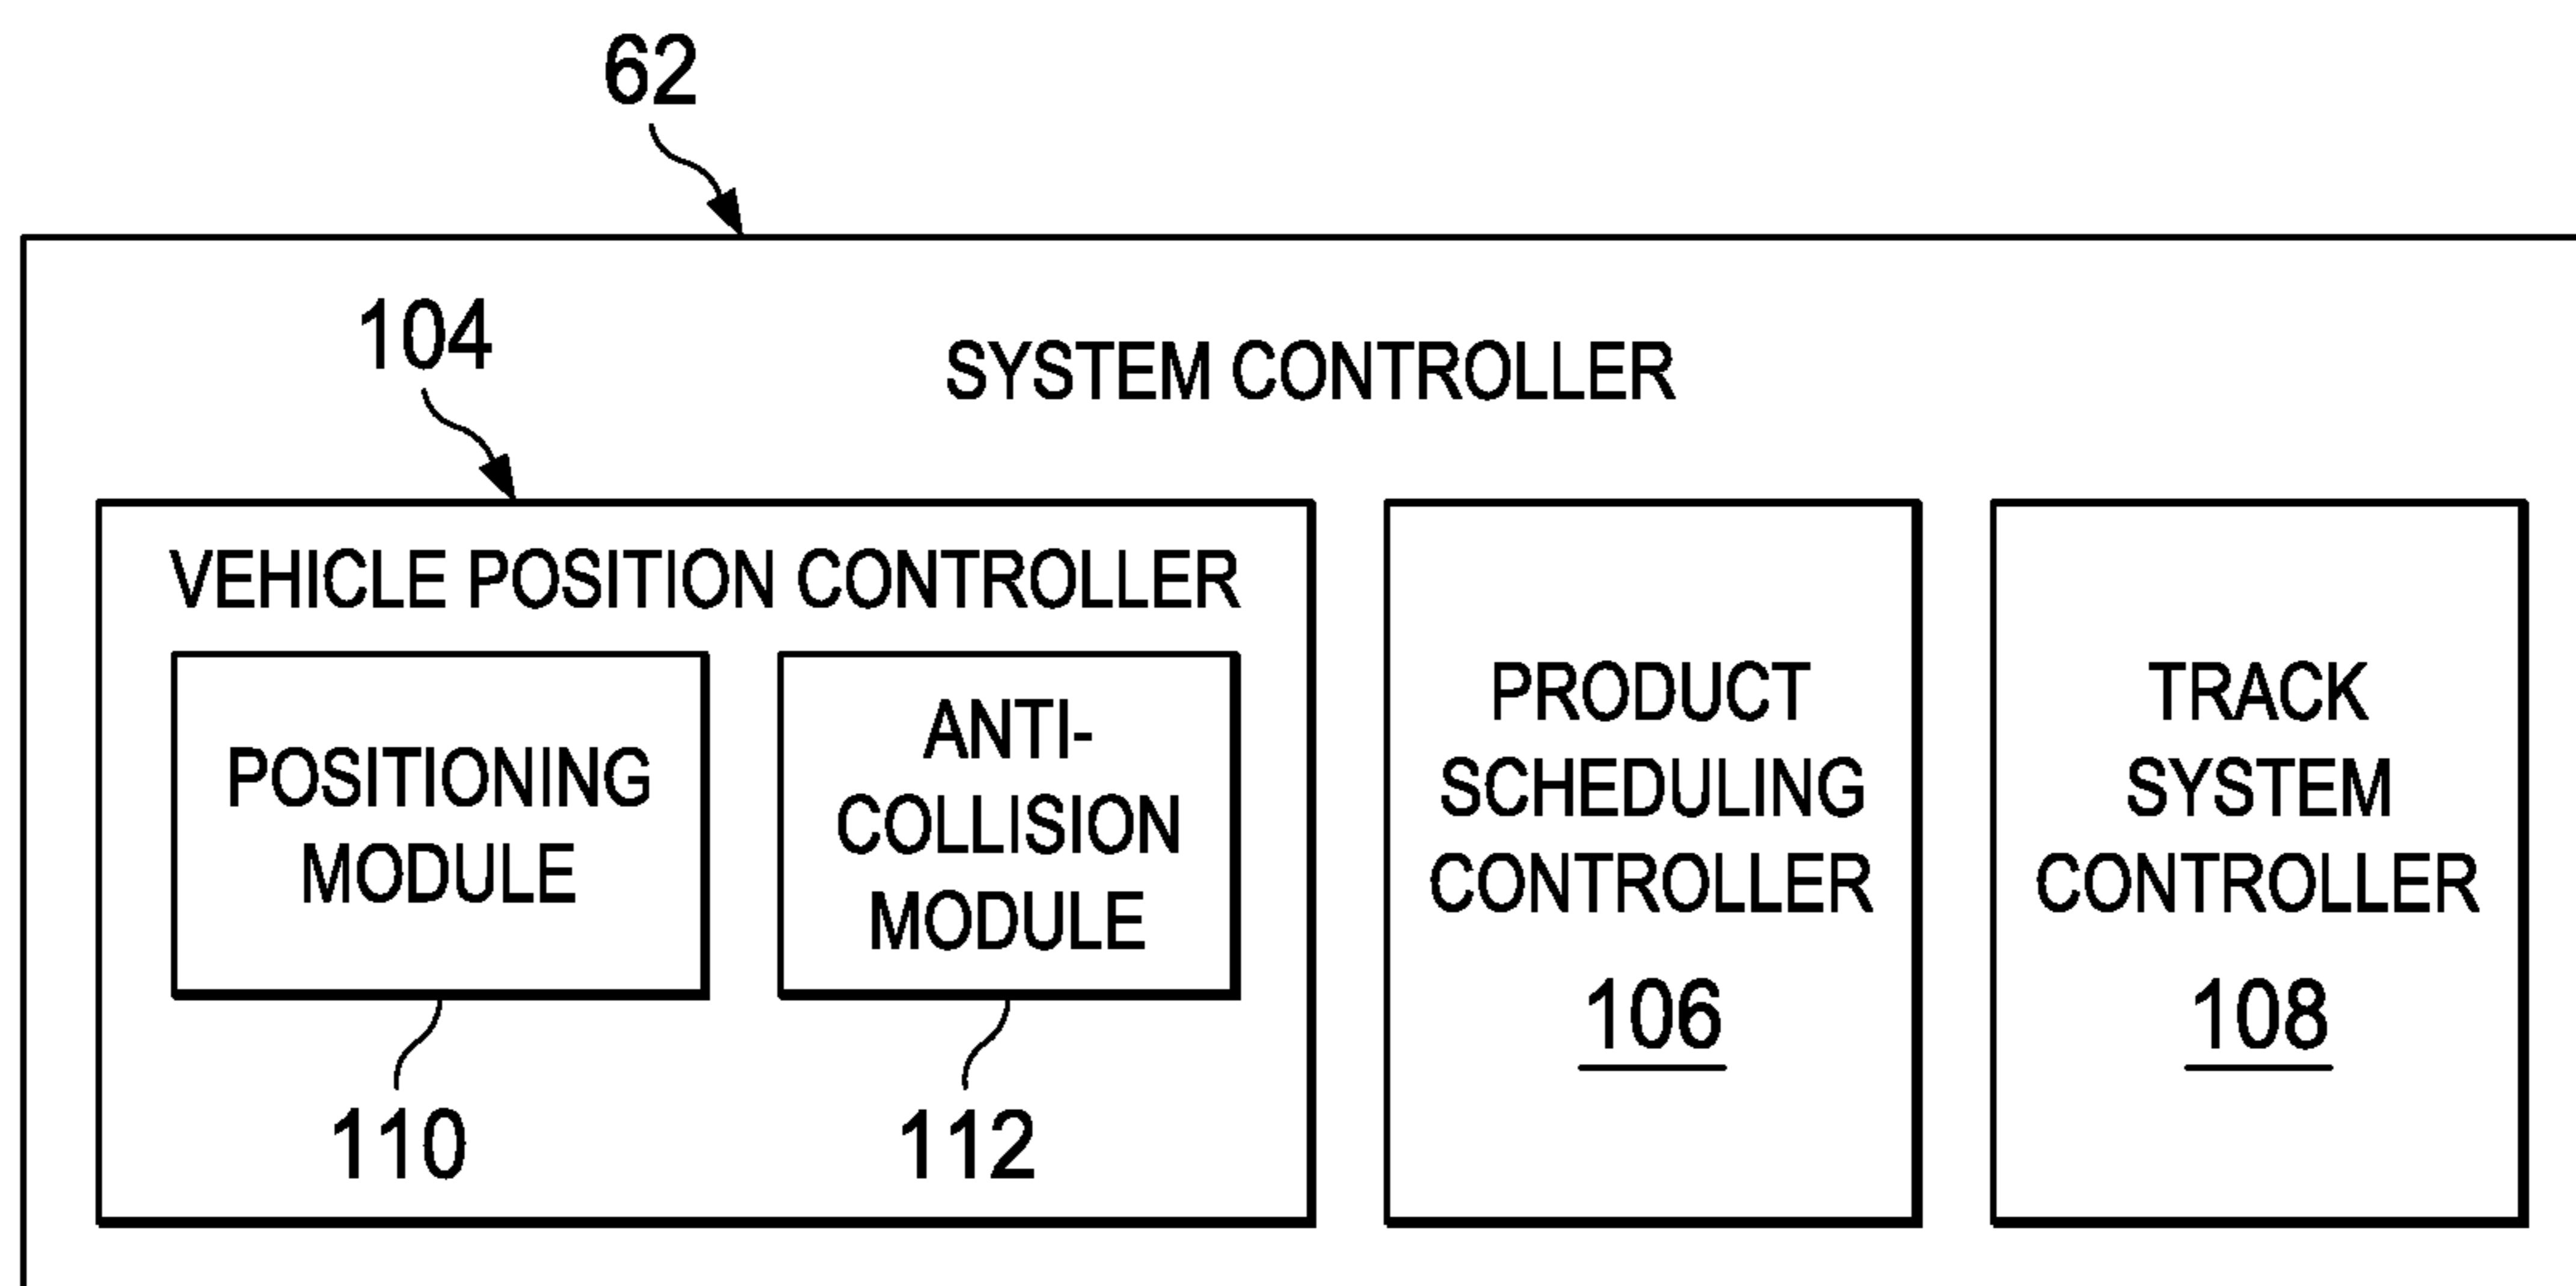 62
104
SYSTEM CONTROLLER
VEHICLE POSITION CONTROLLER
POSITIONING
MODULE
110
ANTI-
COLLISION
MODULE
112
PRODUCT
SCHEDULING
CONTROLLER
106
TRACK
SYSTEM
CONTROLLER
108